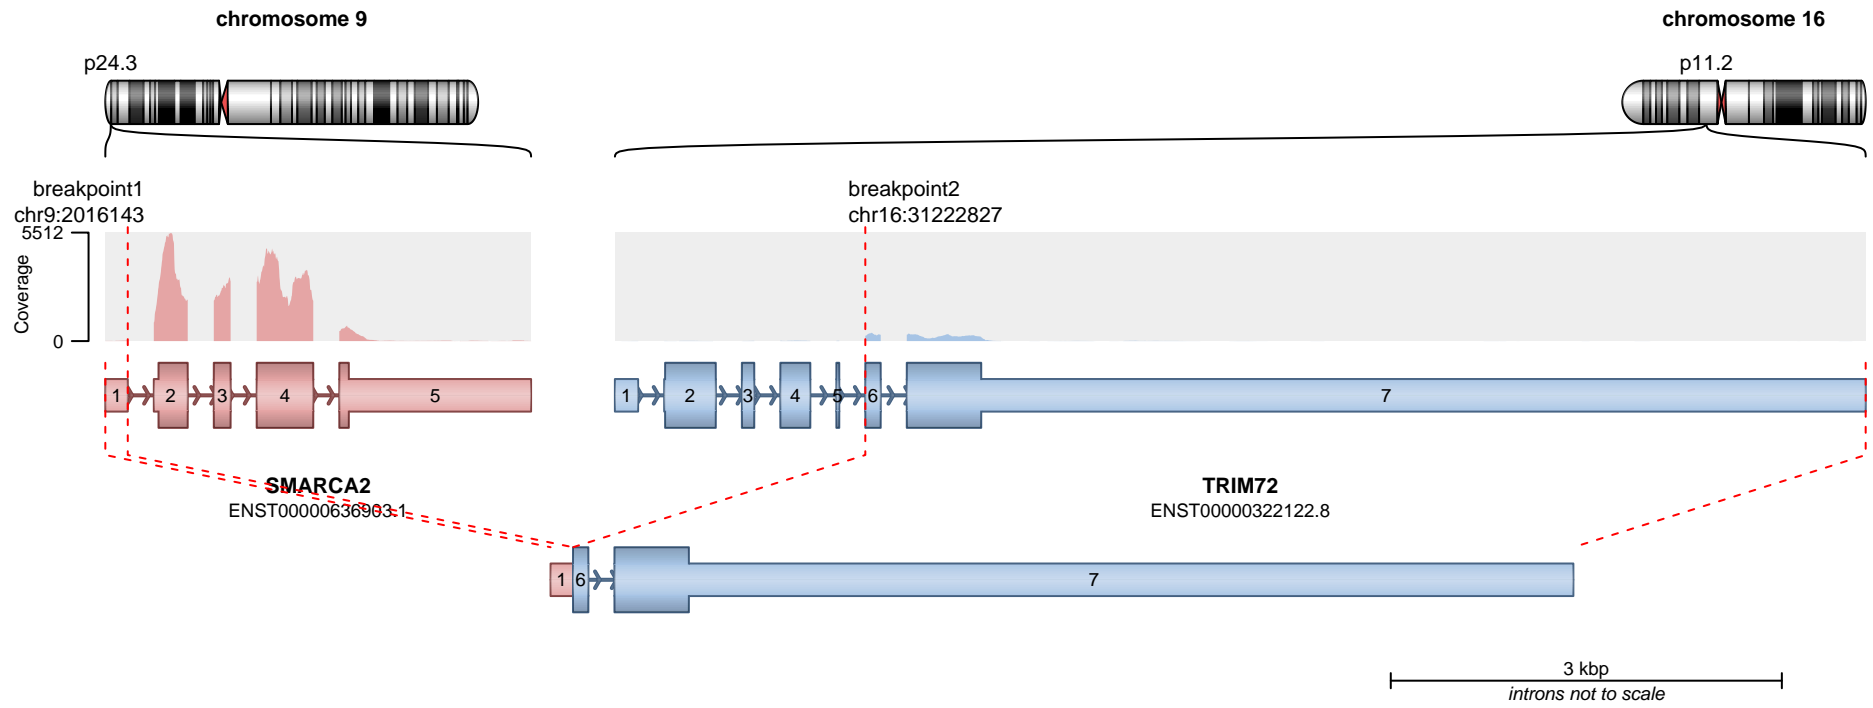 chromosome 9
chromosome 16
p24.3
p11.2
breakpoint1
chr9:2016143
breakpoint2
chr16:31222827
5512
Coverage
0
1 2 3 4 5
1 2 3 4 5 6 7
SMARCA2
ENST00000636903.1
TRIM72
ENST00000322122.8
1 6 7
3 kbp
introns not to scale